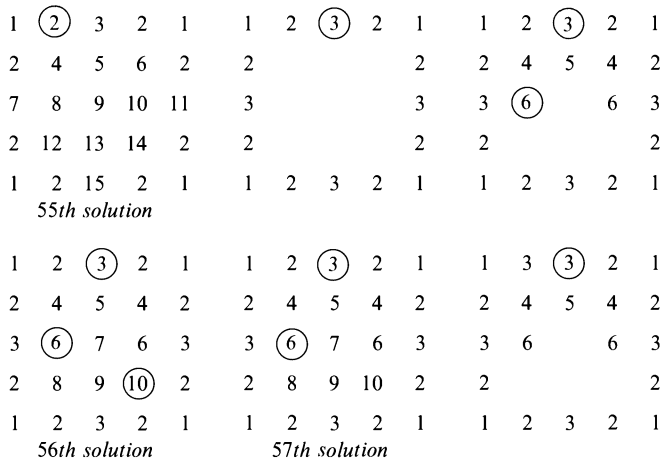 1 2 3 2 1 1 2 3 2 1 1 2 3 2 1
2 4 5 6 2 2 2 2 4 5 4 2
7 8 9 10 11 3 3 3 6 6 3
2 12 13 14 2 2 2 2 2
1 2 15 2 1 1 2 3 2 1 1 2 3 2 1
55th solution
1 2 3 2 1 1 2 3 2 1 1 3 3 2 1
2 4 5 4 2 2 4 5 4 2 2 4 5 4 2
3 6 7 6 3 3 6 7 6 3 3 6 6 3
2 8 9 10 2 2 8 9 10 2 2 2
1 2 3 2 1 1 2 3 2 1 1 2 3 2 1
56th solution 57th solution